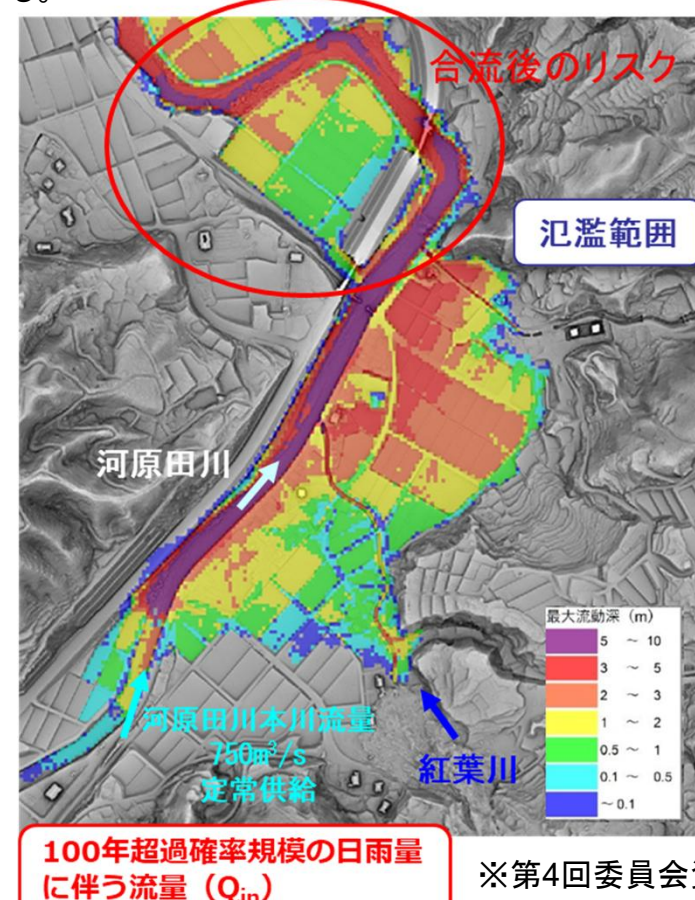 る。
合流後のリスク
氾濫範囲
河原田川
河原田川本川流量
750m³/s
定常供給
紅葉川
最大流動深（m）
5 ～ 10
3 ～ 5
2 ～ 3
1 ～ 2
0.5 ～ 1
0.1 ～ 0.5
～0.1
100年超過確率規模の日雨量
に伴う流量（Qin）
※第4回委員会